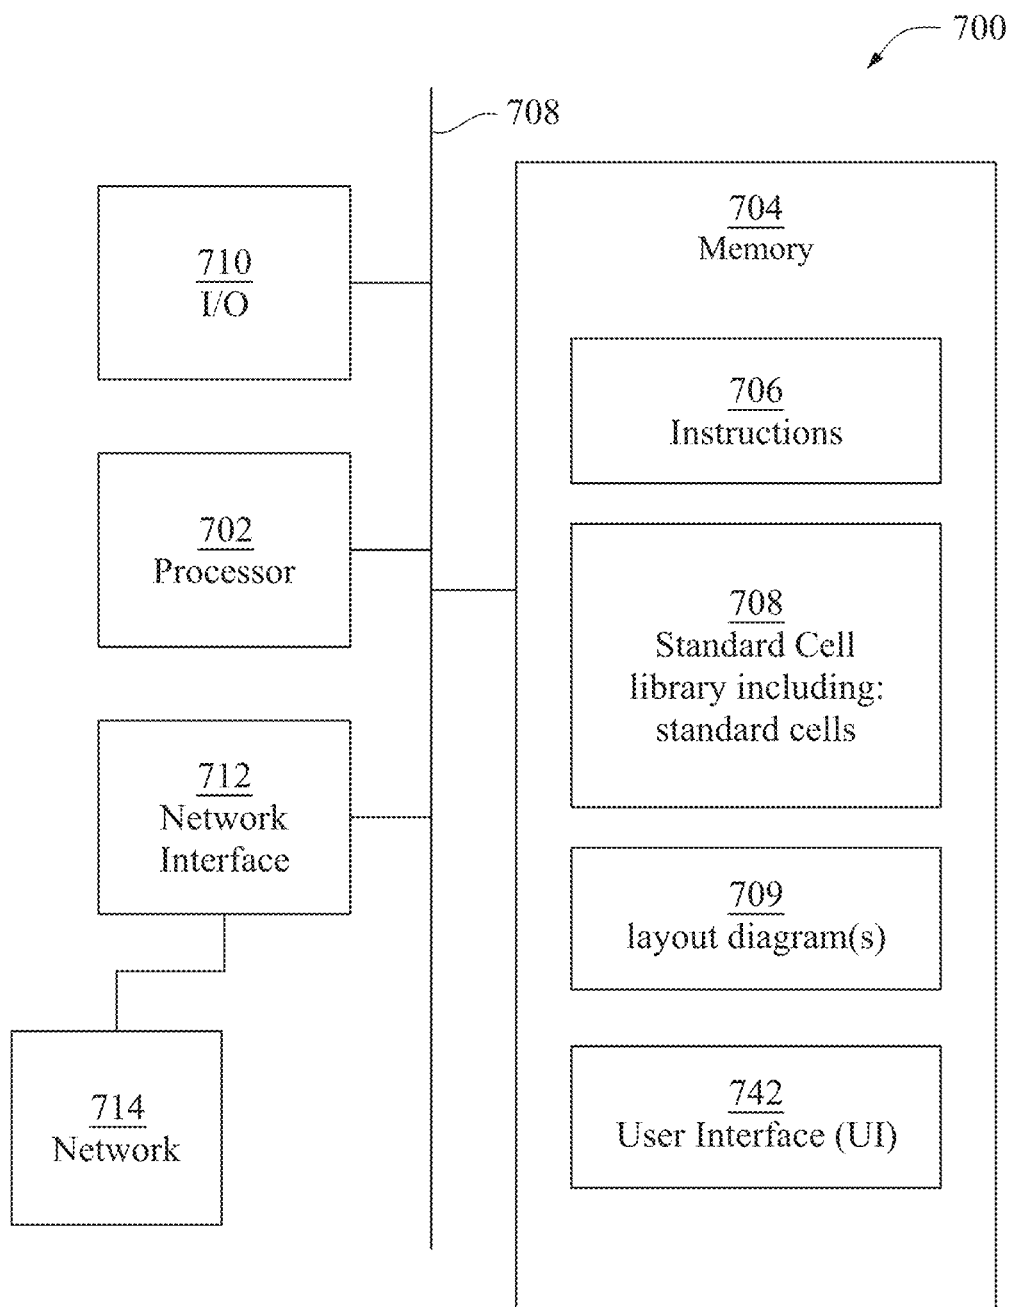 700
708
704
Memory
710
I/O
706
Instructions
702
Processor
708
Standard Cell
library including:
standard cells
712
Network
Interface
709
layout diagram(s)
714
Network
742
User Interface (UI)